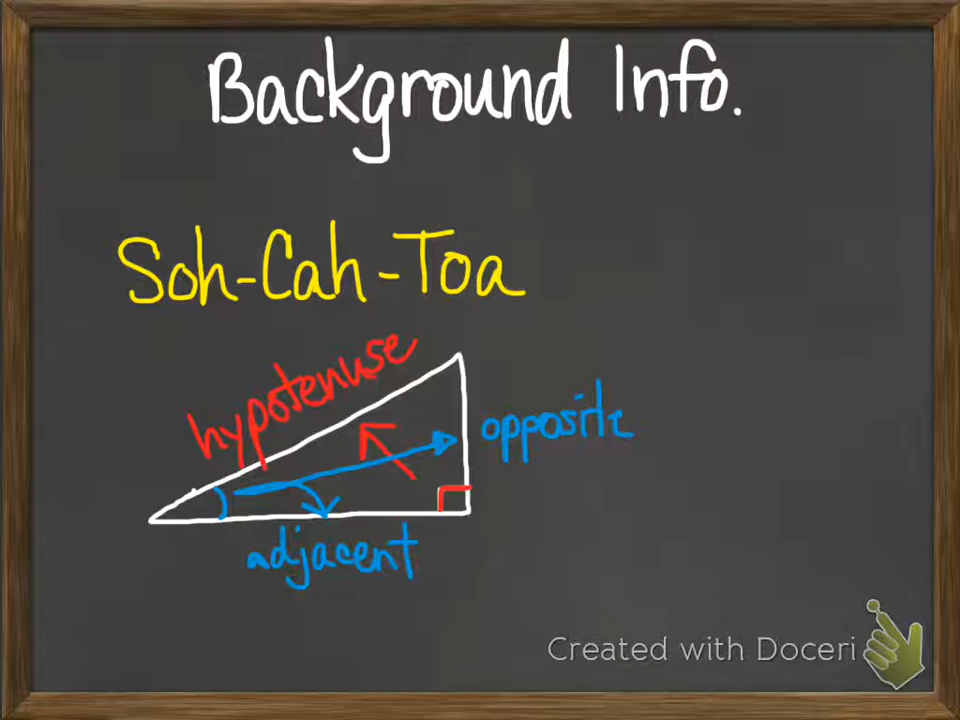 Background Info.
Soh-Cah-Toa
hypotenuse
opposite
adjacent
Created with Doceri